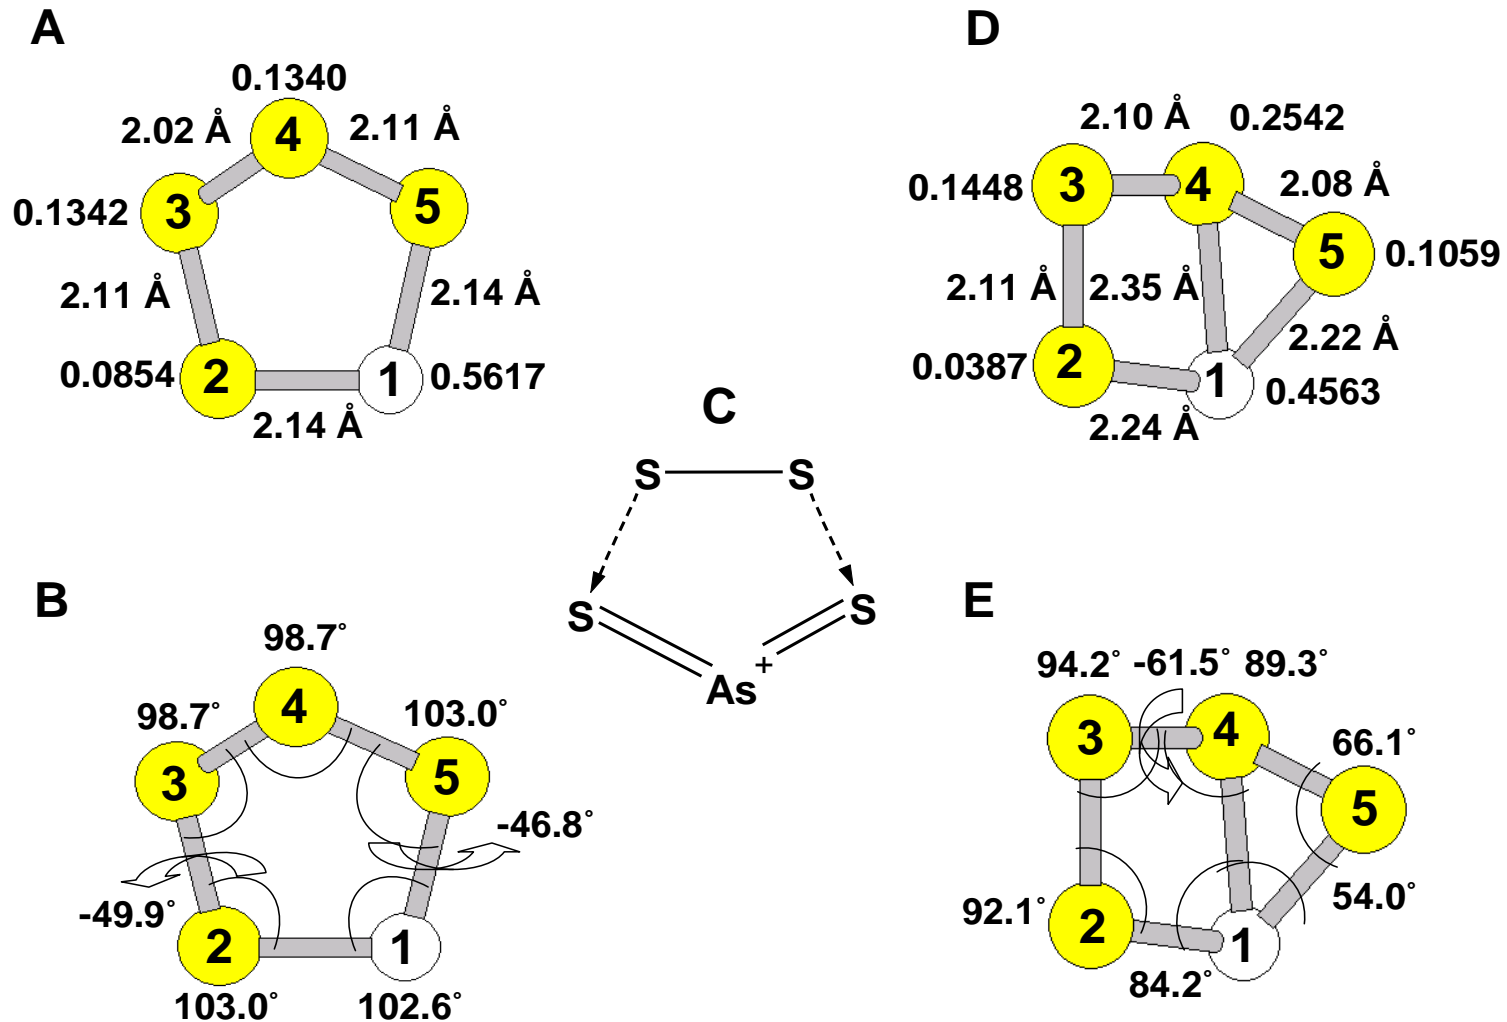 A
0.1340
2.02 Å
4
2.11 Å
0.1342
3
5
2.11 Å
2.14 Å
0.0854
2
1
0.5617
2.14 Å
B
98.7°
98.7°
4
103.0°
3
5
-46.8°
-49.9°
2
1
103.0°
102.6°
C
S
S
S
S
As
+
D
2.10 Å
0.2542
0.1448
3
4
2.08 Å
5
0.1059
2.11 Å
2.35 Å
2.22 Å
0.0387
2
1
0.4563
2.24 Å
E
94.2°
-61.5°
89.3°
3
4
66.1°
5
92.1°
2
1
54.0°
84.2°